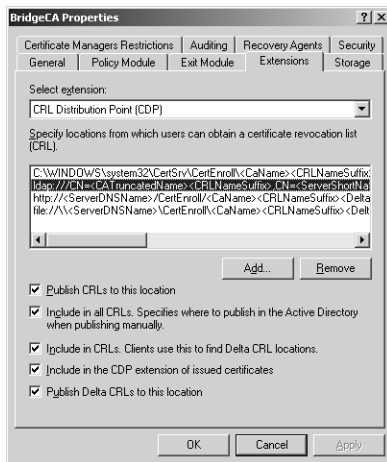 BridgeCA Properties
Certificate Managers Restrictions Auditing Recovery Agents Security
General Policy Module Exit Module Extensions Storage
Select extension:
CRL Distribution Point (CDP)
Specify locations from which users can obtain a certificate revocation list
(CRL).
C:\WINDOWS\system32\CertSrv\CertEnroll\<CaName><CRLNameSuffix>
ldap:///CN=<CATruncatedName><CRLNameSuffix>,CN=<ServerShortNa
http://<ServerDNSName>/CertEnroll/<CaName><CRLNameSuffix><Delta
file://\\<ServerDNSName>\CertEnroll\<CaName><CRLNameSuffix><Delt
Add... Remove
Publish CRLs to this location
Include in all CRLs. Specifies where to publish in the Active Directory
when publishing manually.
Include in CRLs. Clients use this to find Delta CRL locations.
Include in the CDP extension of issued certificates
Publish Delta CRLs to this location
OK Cancel Apply